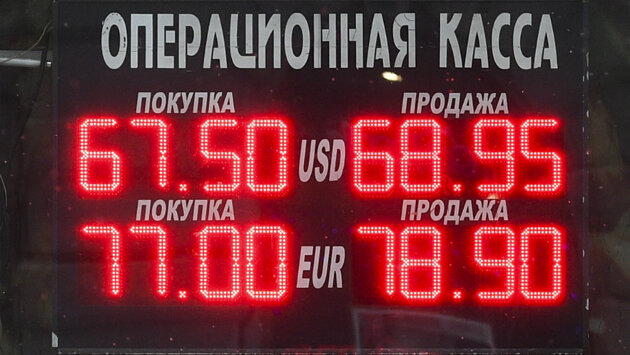 ОПЕРАЦИОННАЯ КАССА
ПОКУПКА ПРОДАЖА
67.50 USD 68.95
ПОКУПКА ПРОДАЖА
77.00 EUR 78.90